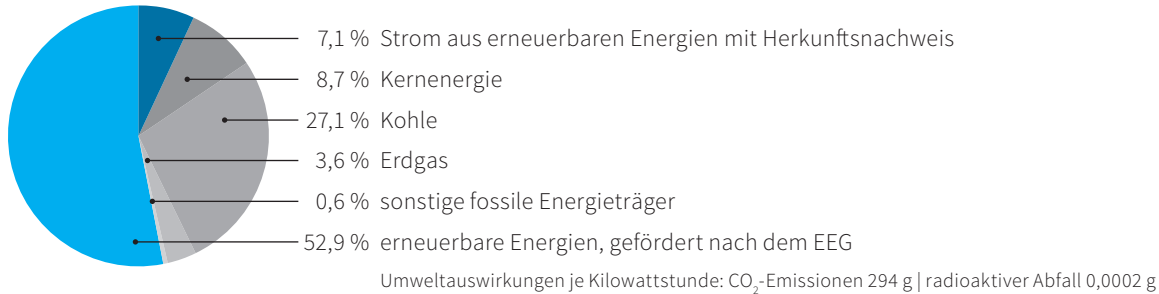 7,1 % Strom aus erneuerbaren Energien mit Herkunftsnachweis
8,7 % Kernenergie
27,1 % Kohle
3,6 % Erdgas
0,6 % sonstige fossile Energieträger
52,9 % erneuerbare Energien, gefördert nach dem EEG
Umweltauswirkungen je Kilowattstunde: CO₂-Emissionen 294 g | radioaktiver Abfall 0,0002 g